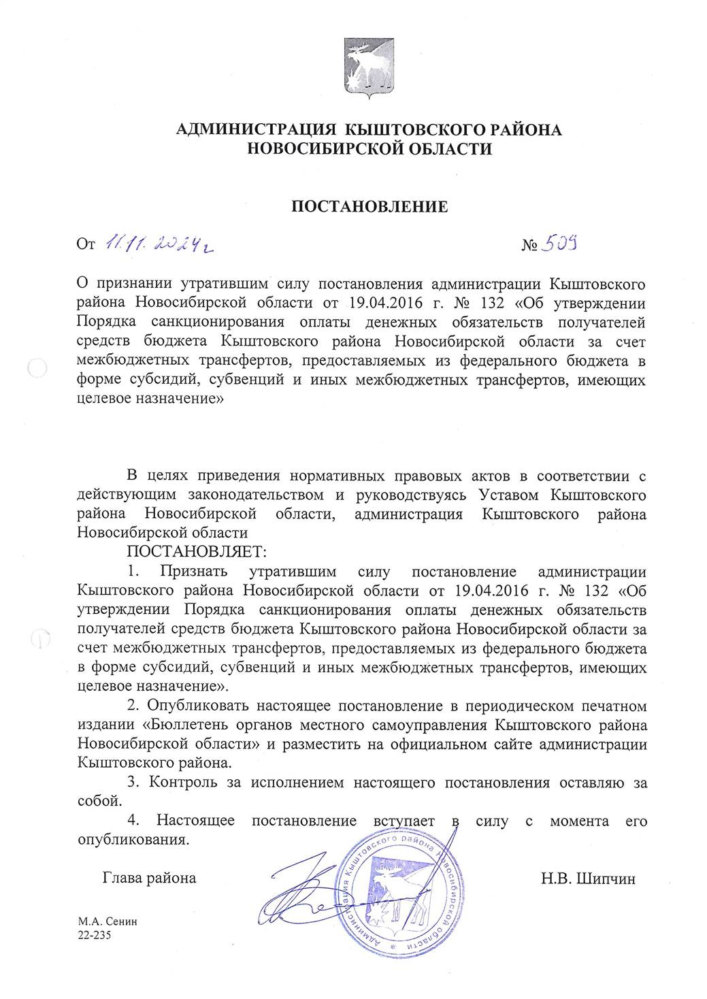 АДМИНИСТРАЦИЯ КЫШТОВСКОГО РАЙОНА
НОВОСИБИРСКОЙ ОБЛАСТИ
ПОСТАНОВЛЕНИЕ
От 11.11.2024г № 509
О признании утратившим силу постановления администрации Кыштовского
района Новосибирской области от 19.04.2016 г. № 132 «Об утверждении
Порядка санкционирования оплаты денежных обязательств получателей
средств бюджета Кыштовского района Новосибирской области за счет
межбюджетных трансфертов, предоставляемых из федерального бюджета в
форме субсидий, субвенций и иных межбюджетных трансфертов, имеющих
целевое назначение»
В целях приведения нормативных правовых актов в соответствии с
действующим законодательством и руководствуясь Уставом Кыштовского
района Новосибирской области, администрация Кыштовского района
Новосибирской области
ПОСТАНОВЛЯЕТ:
1. Признать утратившим силу постановление администрации
Кыштовского района Новосибирской области от 19.04.2016 г. № 132 «Об
утверждении Порядка санкционирования оплаты денежных обязательств
получателей средств бюджета Кыштовского района Новосибирской области за
счет межбюджетных трансфертов, предоставляемых из федерального бюджета
в форме субсидий, субвенций и иных межбюджетных трансфертов, имеющих
целевое назначение».
2. Опубликовать настоящее постановление в периодическом печатном
издании «Бюллетень органов местного самоуправления Кыштовского района
Новосибирской области» и разместить на официальном сайте администрации
Кыштовского района.
3. Контроль за исполнением настоящего постановления оставляю за
собой.
4. Настоящее постановление вступает в силу с момента его
опубликования.
Администрация Кыштовского района Новосибирской области *
Глава района Н.В. Шипчин
М.А. Сенин
22-235